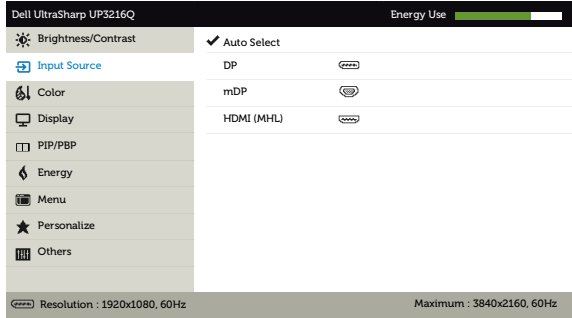 Dell UltraSharp UP3216Q
Energy Use
Brightness/Contrast
Input Source
Color
Display
PIP/PBP
Energy
Menu
Personalize
Others
Auto Select
DP
mDP
HDMI (MHL)
Resolution : 1920x1080, 60Hz
Maximum : 3840x2160, 60Hz